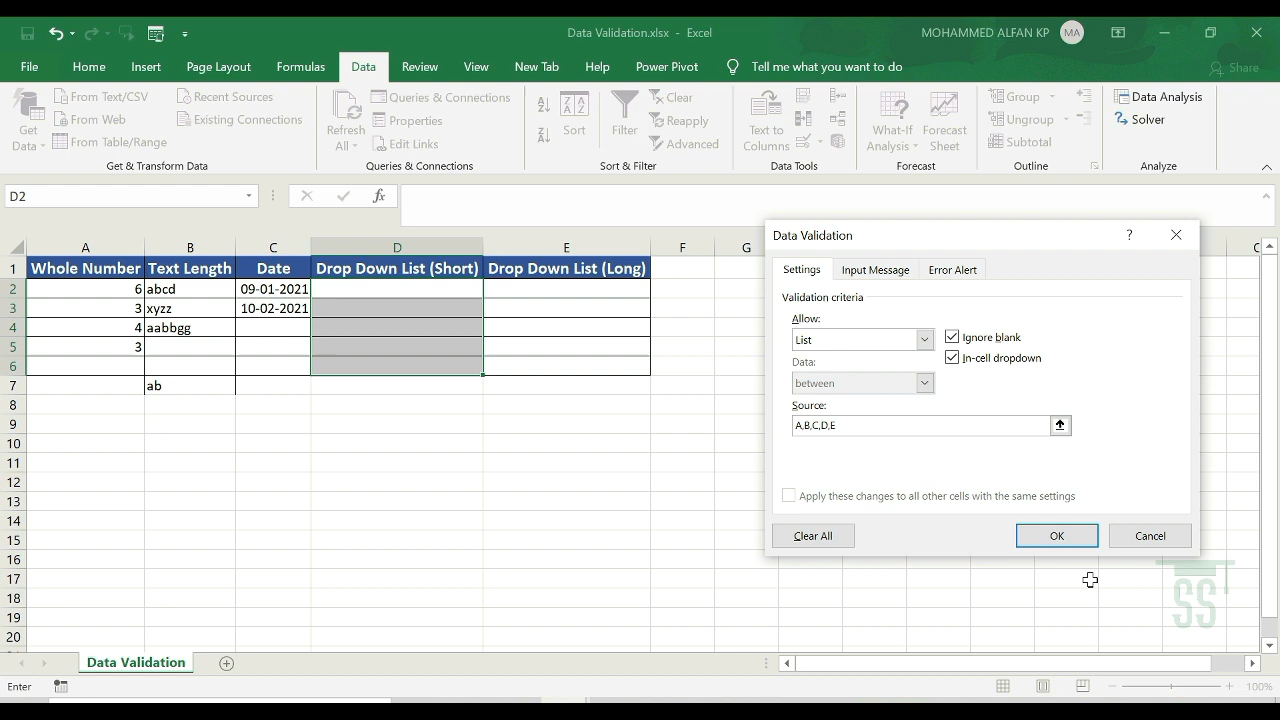 Data Validation.xlsx - Excel
MOHAMMED ALFAN KP
MA
File Home Insert Page Layout Formulas Data Review View New Tab Help Power Pivot Tell me what you want to do Share
Get Data
From Text/CSV
From Web
From Table/Range
Recent Sources
Existing Connections
Get & Transform Data
Refresh All
Queries & Connections
Properties
Edit Links
Queries & Connections
Sort
Filter
Clear
Reapply
Advanced
Sort & Filter
Text to Columns
Data Tools
What-If Analysis
Forecast Sheet
Forecast
Group
Ungroup
Subtotal
Outline
Data Analysis
Solver
Analyze
D2
fx
A B C D E F G
1 Whole Number Text Length Date Drop Down List (Short) Drop Down List (Long)
2 6 abcd 09-01-2021
3 3 xyzz 10-02-2021
4 4 aabbgg
5 3
6
7 ab
8
9
10
11
12
13
14
15
16
17
18
19
20
Data Validation
?
Settings Input Message Error Alert
Validation criteria
Allow:
List
Ignore blank
Data:
In-cell dropdown
between
Source:
A,B,C,D,E
Apply these changes to all other cells with the same settings
Clear All OK Cancel
SS
Data Validation
Enter
100%